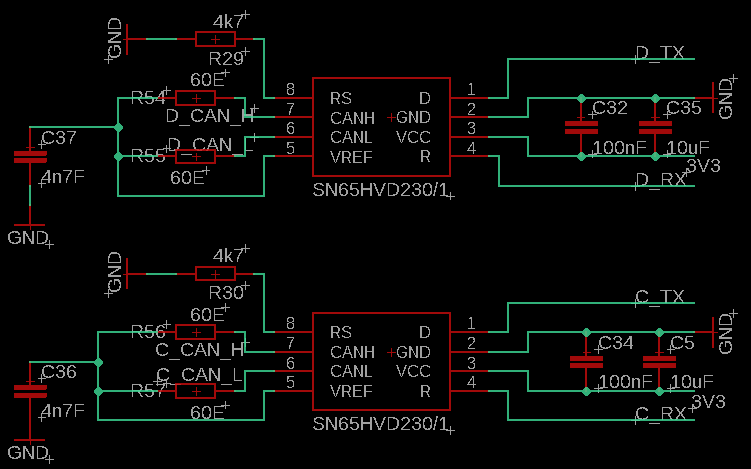 4k7
GND
R29
D_TX
60E
R54
8
RS
D
1
C32
C35
GND
D_CAN_H
7
CANH
GND
2
C37
6
CANL
VCC
3
R55
D_CAN_L
5
VREF
R
4
100nF
10uF
3V3
4n7F
60E
SN65HVD230/1
D_RX
GND
4k7
GND
R30
C_TX
60E
R56
8
RS
D
1
C34
C5
GND
C_CAN_H
7
CANH
GND
2
C36
C_CAN_L
6
CANL
VCC
3
R57
5
VREF
R
4
100nF
10uF
3V3
4n7F
60E
SN65HVD230/1
C_RX
GND